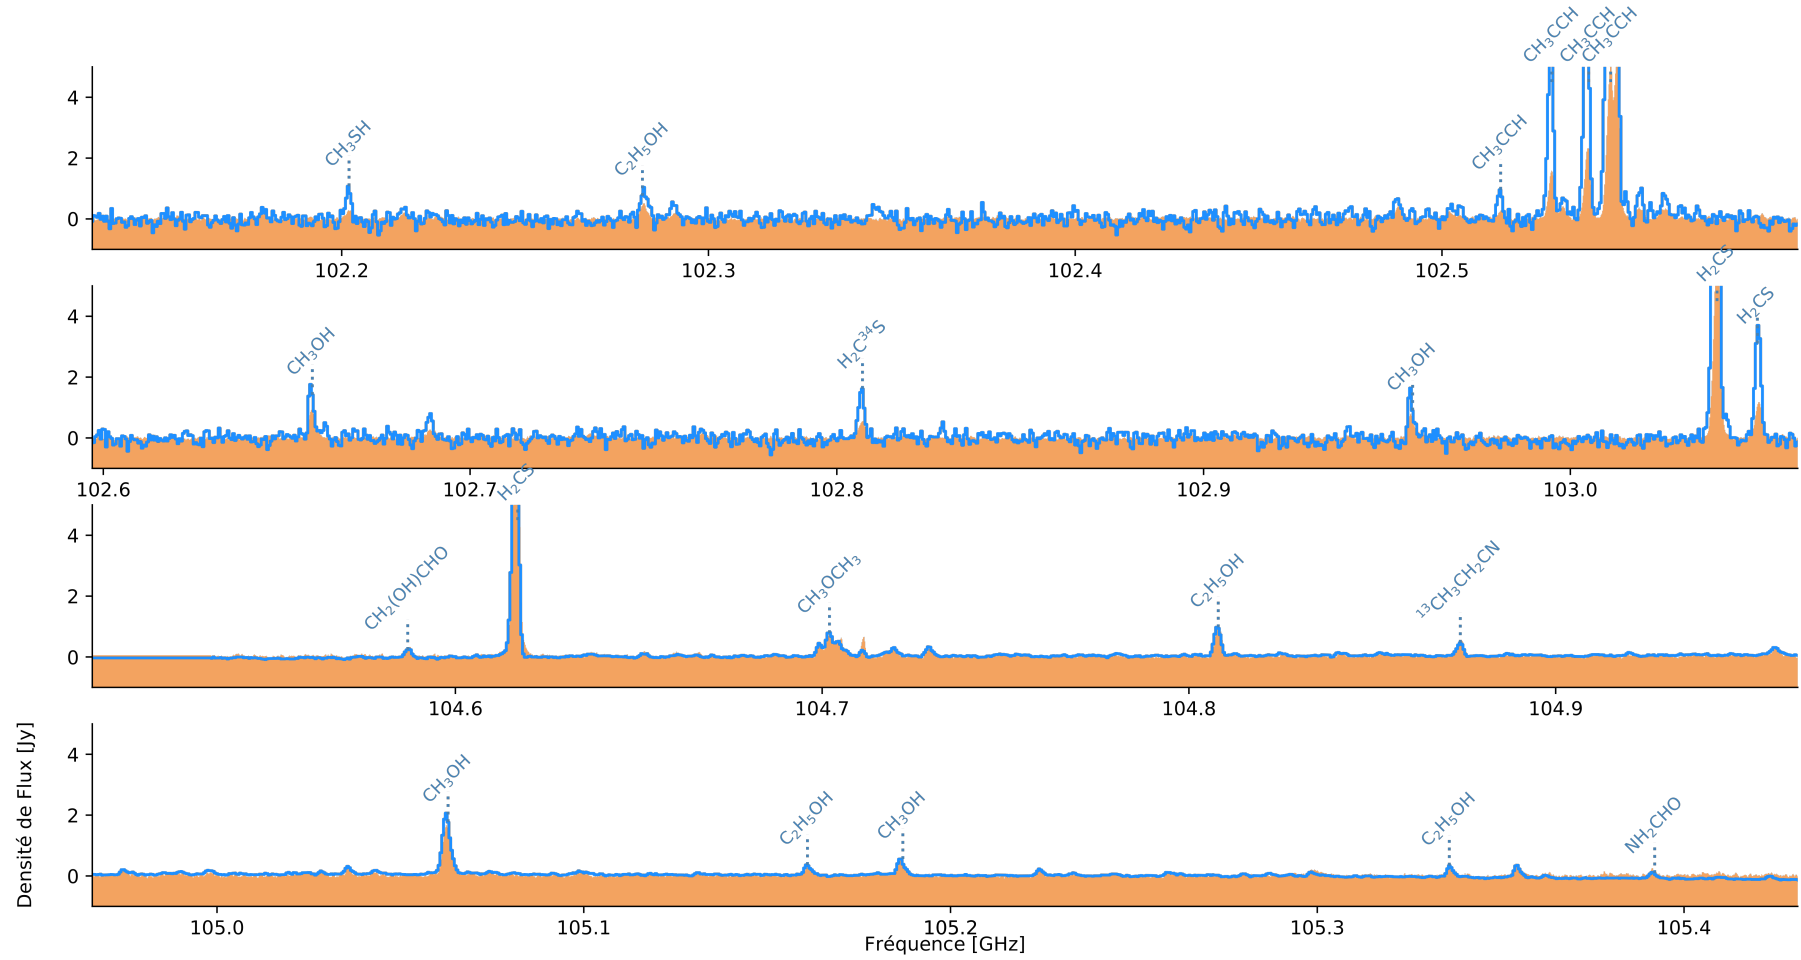 CH₃CCH CH₃CCH CH₃CCH
CH₃SH C₂H₅OH CH₃CCH
4
2
0
102.2 102.3 102.4 102.5
CH₃OH H₂C³⁴S CH₃OH H₂CS H₂CS
4
2
0
102.6 102.7 102.8 102.9 103.0
CH₂(OH)CHO H₂CS CH₃OCH₃ C₂H₅OH ¹³CH₃CH₂CN
4
2
0
104.6 104.7 104.8 104.9
CH₃OH C₂H₅OH CH₃OH C₂H₅OH NH₂CHO
4
2
0
105.0 105.1 105.2 105.3 105.4
Densité de Flux [Jy]
Fréquence [GHz]